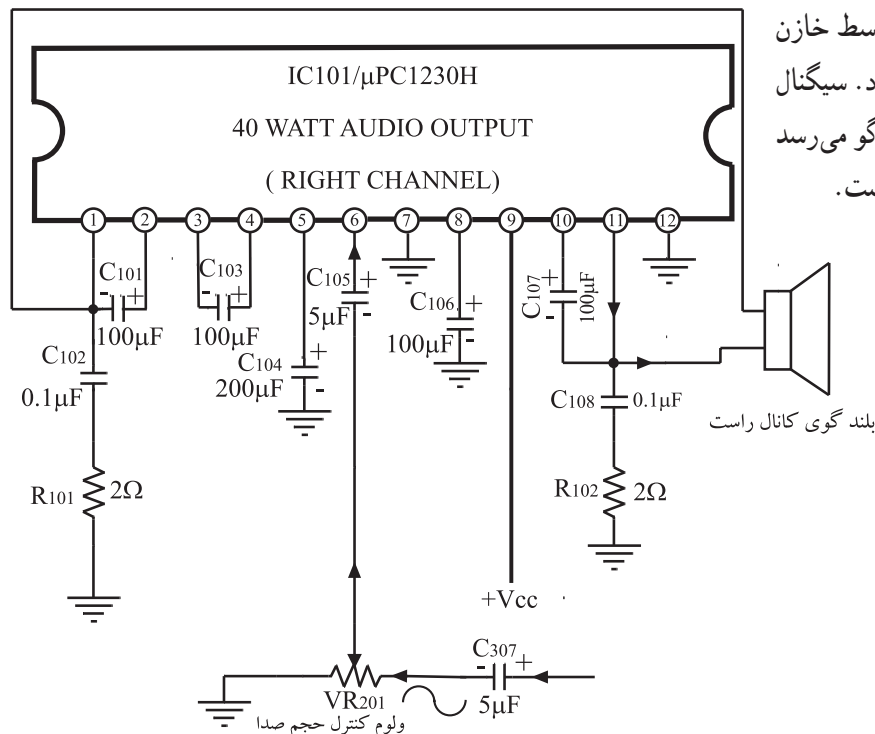 سط خازن
د. سیگنال
گو می‌رسد
ست.
IC101/μPC1230H
40 WATT AUDIO OUTPUT
( RIGHT CHANNEL)
1 2 3 4 5 6 7 8 9 10 11 12
C101
- +
100μF
C103
- +
100μF
C105 +
5μF -
C106 +
100μF -
C107 + -
100μF
C102
0.1μF
C104 +
200μF -
C108 0.1μF
بلند گوی کانال راست
R101 2Ω
R102 2Ω
+Vcc
C307
- +
5μF
VR201
ولوم کنترل حجم صدا